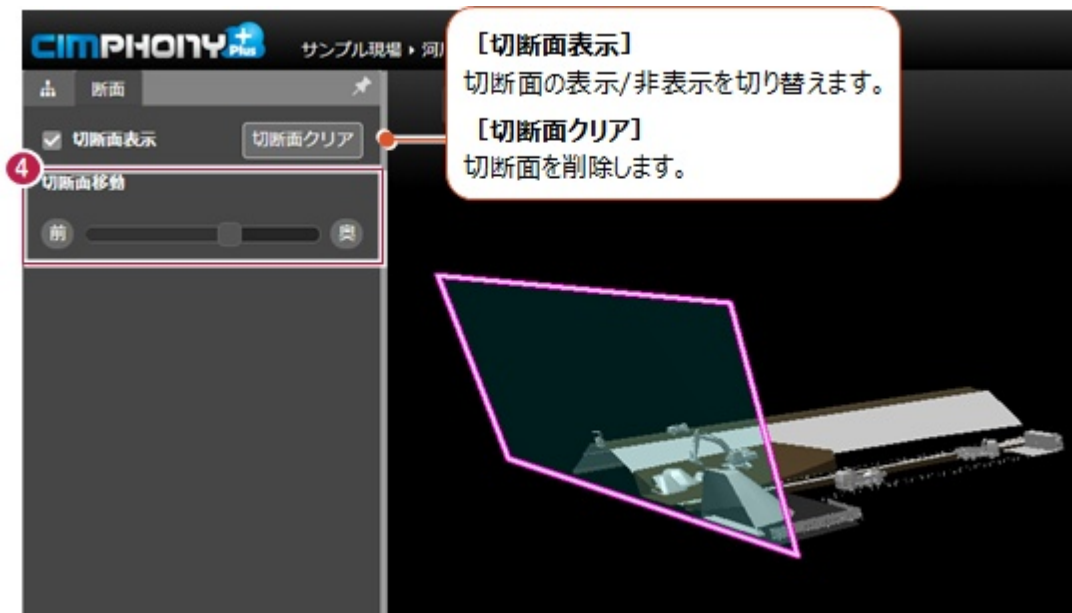 CIMPHONY Plus
サンプル現場 ▸ 河
断面
切断面表示
切断面クリア
4
切断面移動
前
奥
［切断面表示］
切断面の表示/非表示を切り替えます。
［切断面クリア］
切断面を削除します。